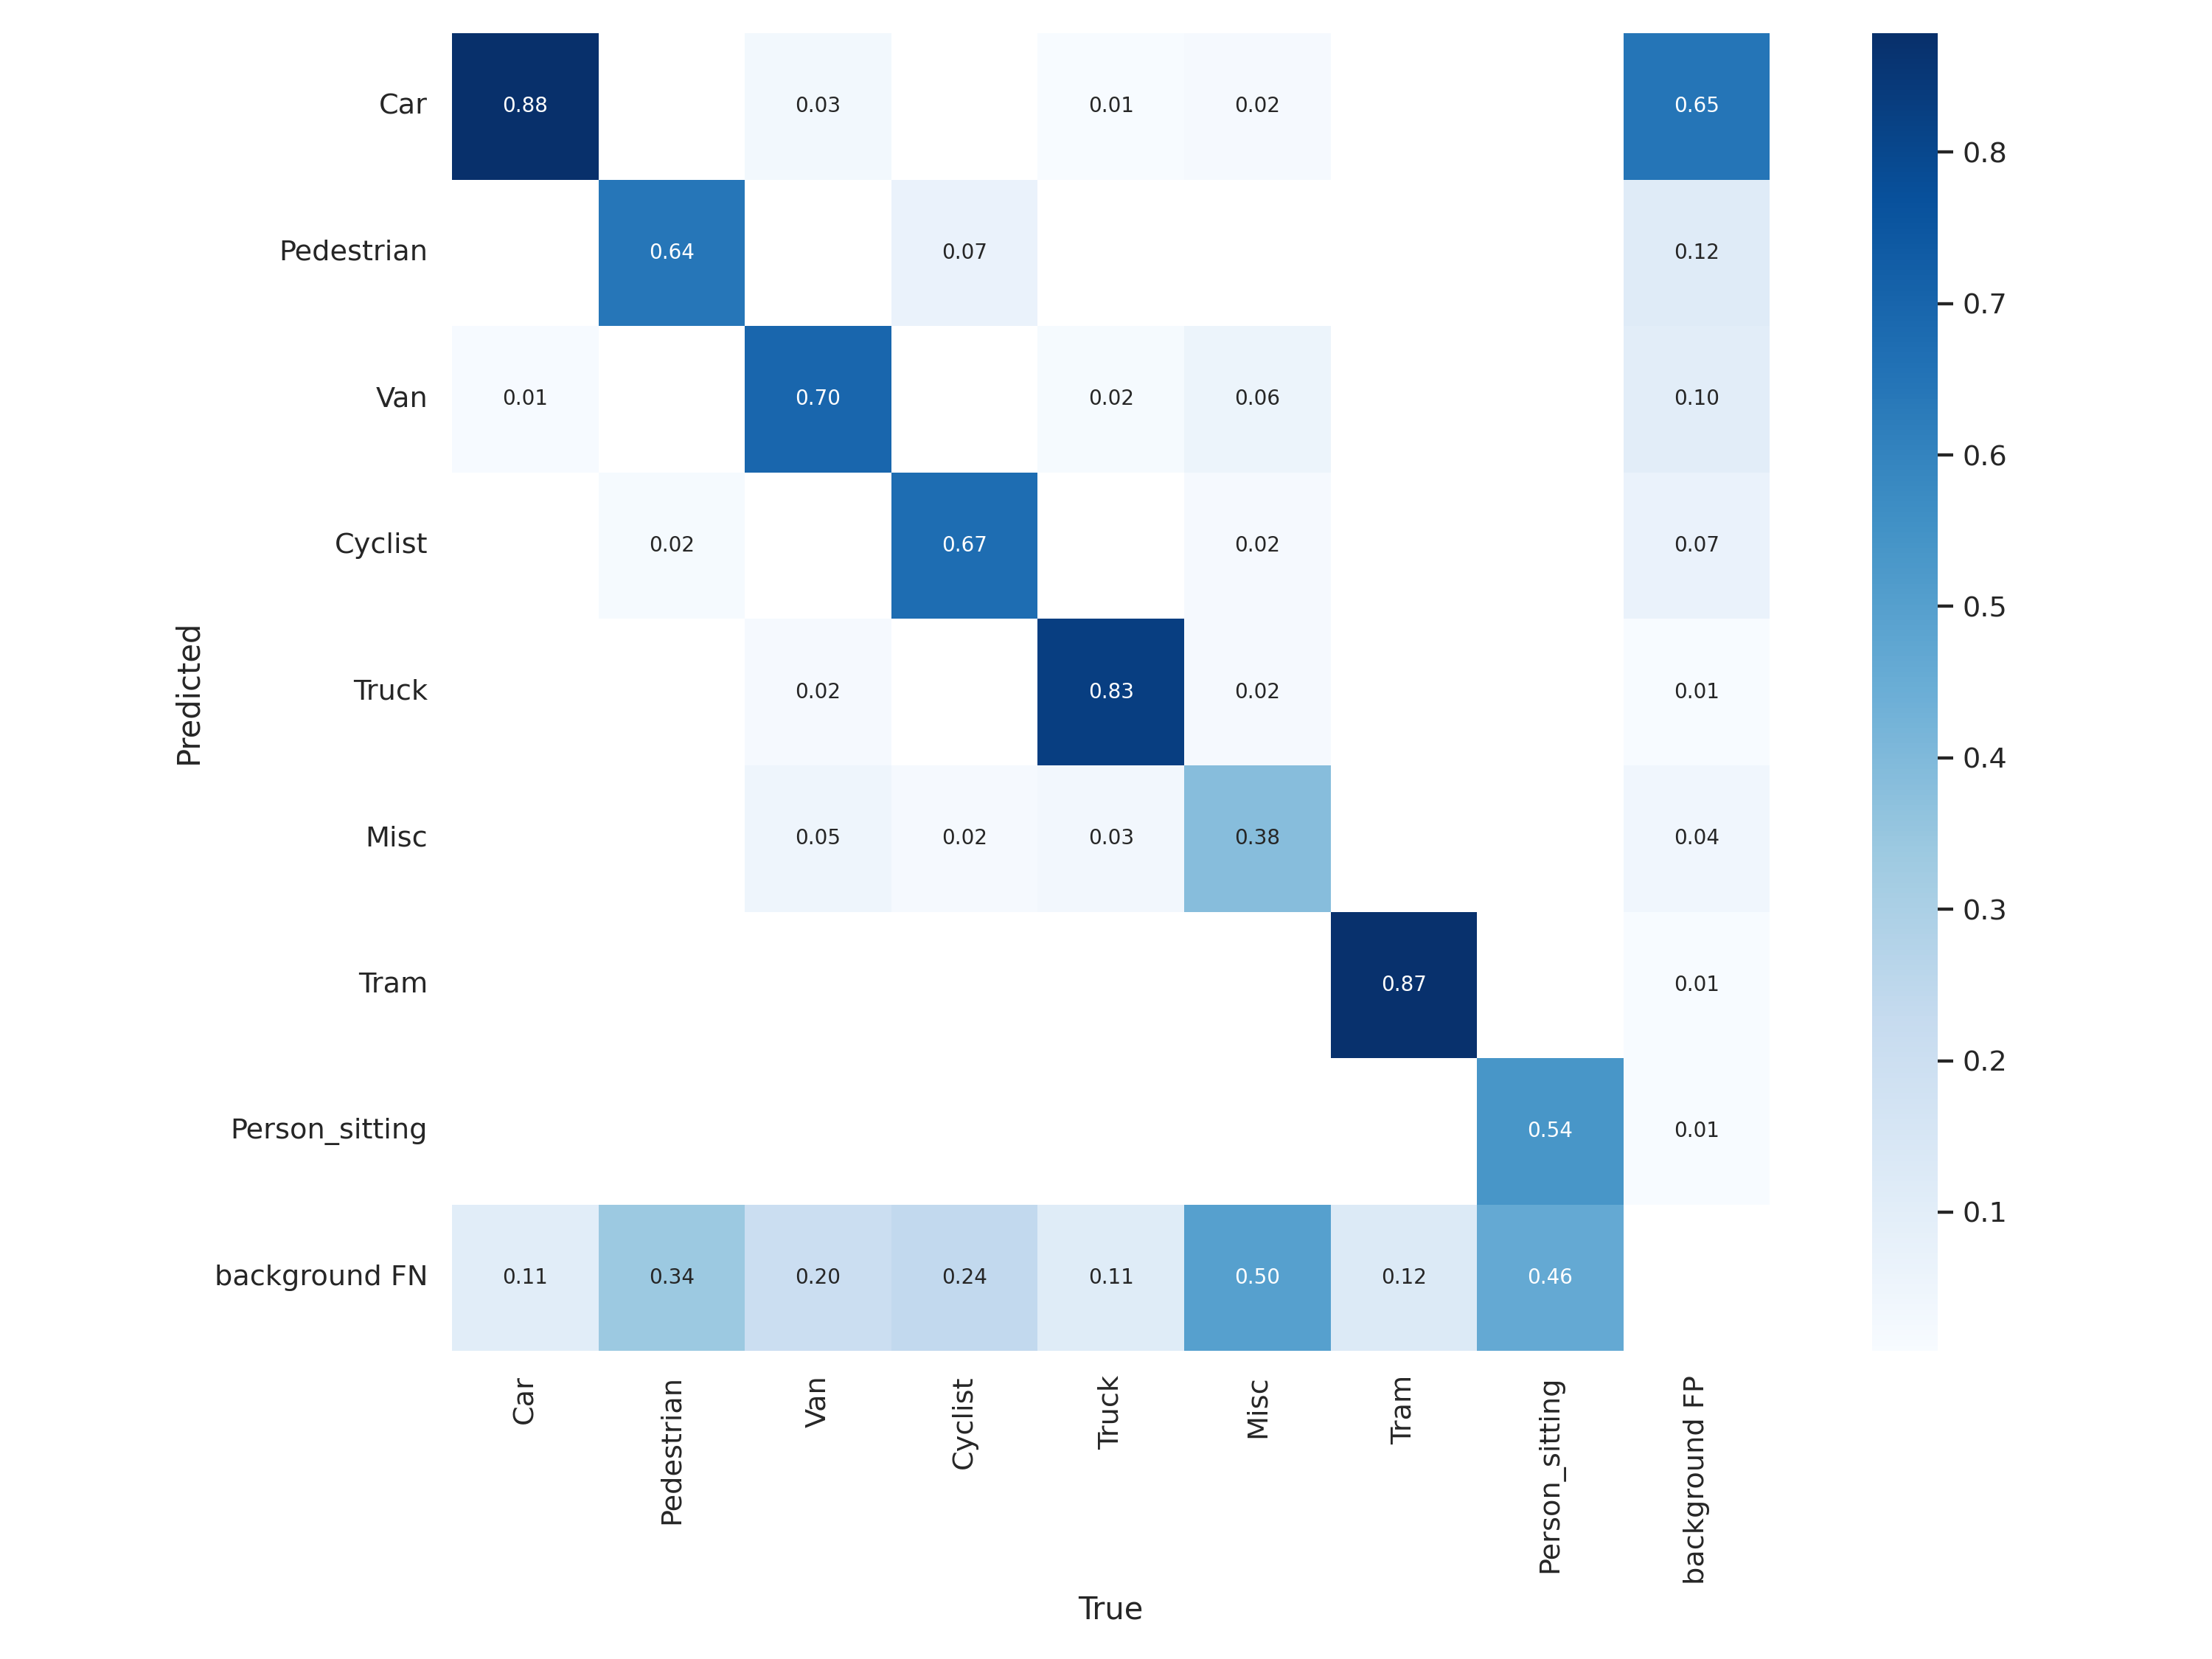 Car 0.88 0.03 0.01 0.02 0.65
Pedestrian 0.64 0.07 0.12
Van 0.01 0.70 0.02 0.06 0.10
Cyclist 0.02 0.67 0.02 0.07
Truck 0.02 0.83 0.02 0.01
Misc 0.05 0.02 0.03 0.38 0.04
Tram 0.87 0.01
Person_sitting 0.54 0.01
background FN 0.11 0.34 0.20 0.24 0.11 0.50 0.12 0.46
Predicted
Car
Pedestrian
Van
Cyclist
Truck
Misc
Tram
Person_sitting
background FP
True
0.8
0.7
0.6
0.5
0.4
0.3
0.2
0.1